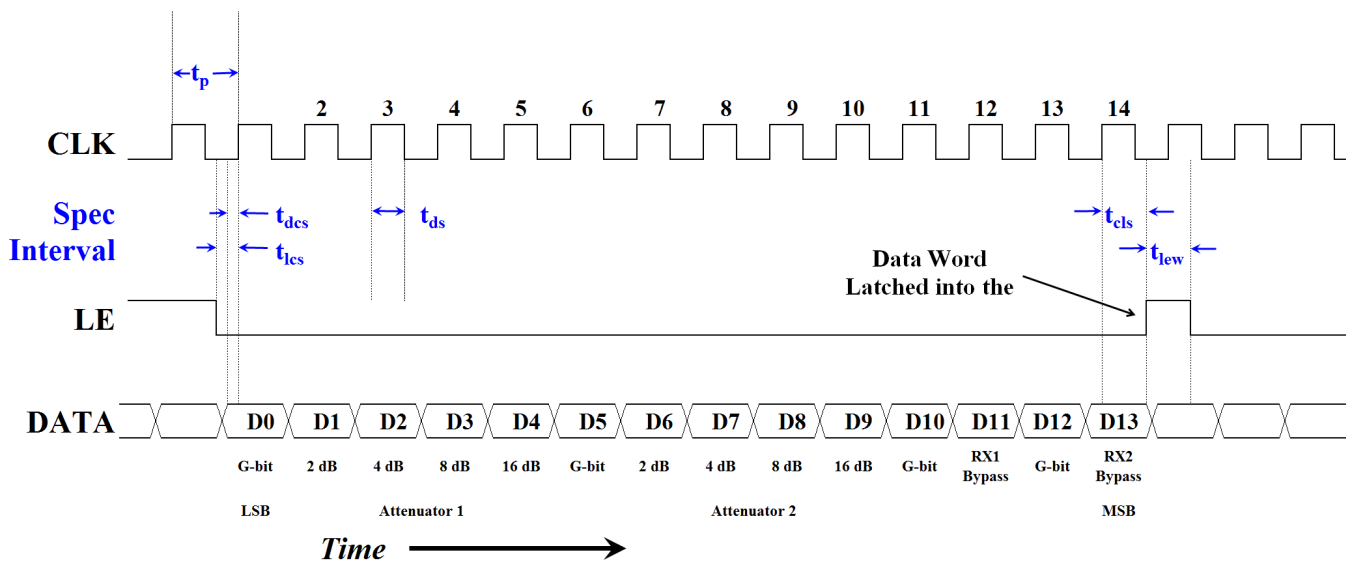 tp
2 3 4 5 6 7 8 9 10 11 12 13 14
CLK
Spec
Interval
tdcs
tds
tcls
tlcs
tlew
Data Word
Latched into the
LE
DATA
D0 D1 D2 D3 D4 D5 D6 D7 D8 D9 D10 D11 D12 D13
G-bit 2 dB 4 dB 8 dB 16 dB G-bit 2 dB 4 dB 8 dB 16 dB G-bit RX1 Bypass G-bit RX2 Bypass
LSB Attenuator 1 Attenuator 2 MSB
Time